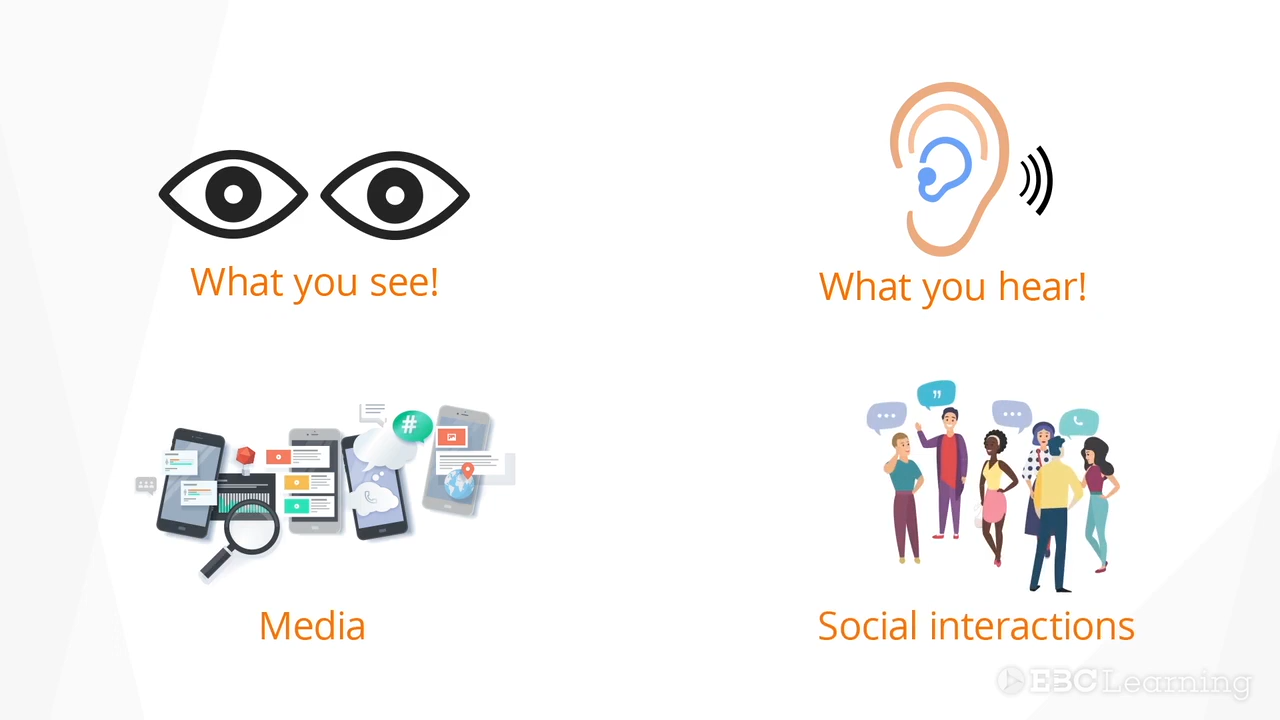 What you see!
What you hear!
#
Media
Social interactions
EBC Learning